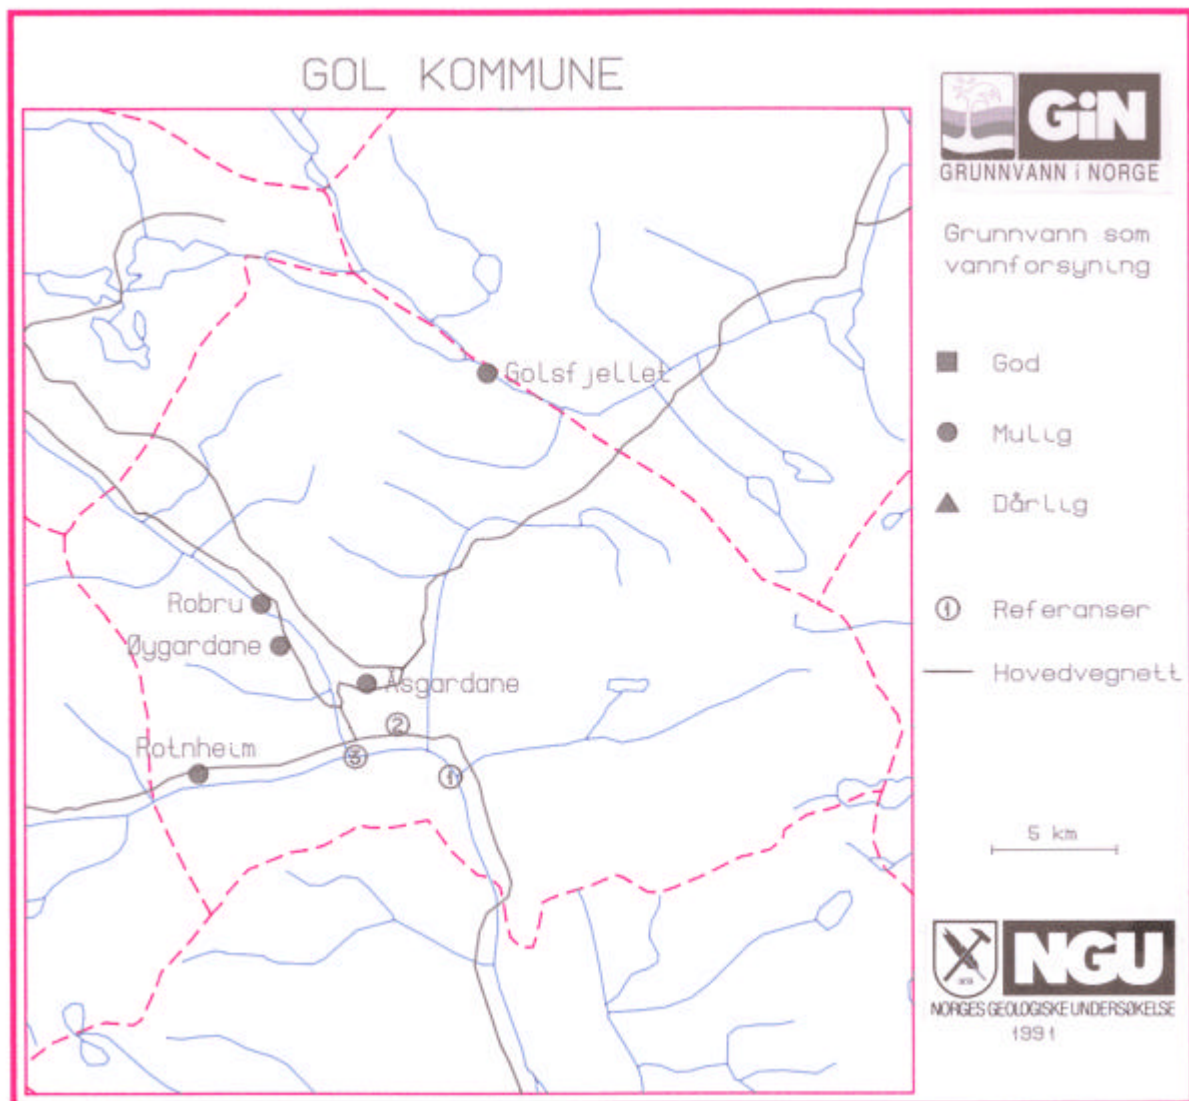 GOL KOMMUNE
GiN
GRUNNVANN i NORGE
Grunnvann som
vannforsyning
God
Mulig
Dårlig
1 Referanser
Hovedvegnett
5 km
NGU
NORGES GEOLOGISKE UNDERSØKELSE
1991
Golsfjellet
Robru
Øygardane
Åsgardane
Rotnheim
2
3
1